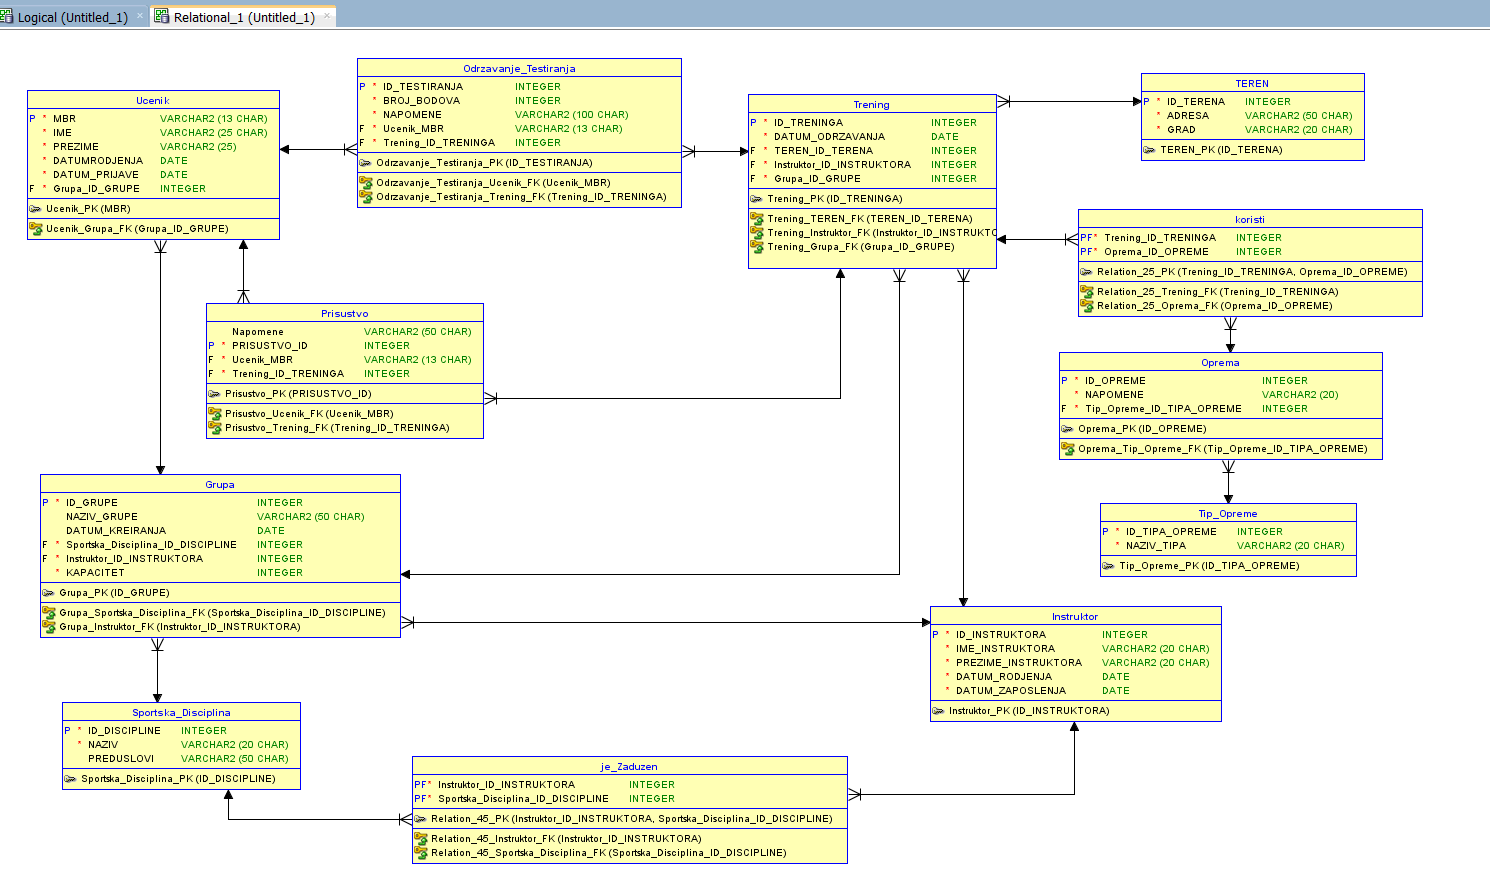 Logical (Untitled_1)
Relational_1 (Untitled_1)
Odrzavanje_Testiranja
P * ID_TESTIRANJA INTEGER
* BROJ_BODOVA INTEGER
* NAPOMENE VARCHAR2 (100 CHAR)
F * Ucenik_MBR VARCHAR2 (13 CHAR)
F * Trening_ID_TRENINGA INTEGER
Odrzavanje_Testiranja_PK (ID_TESTIRANJA)
Odrzavanje_Testiranja_Ucenik_FK (Ucenik_MBR)
Odrzavanje_Testiranja_Trening_FK (Trening_ID_TRENINGA)
Ucenik
P * MBR VARCHAR2 (13 CHAR)
* IME VARCHAR2 (25 CHAR)
* PREZIME VARCHAR2 (25)
* DATUMRODJENJA DATE
* DATUM_PRIJAVE DATE
F * Grupa_ID_GRUPE INTEGER
Ucenik_PK (MBR)
Ucenik_Grupa_FK (Grupa_ID_GRUPE)
Trening
P * ID_TRENINGA INTEGER
* DATUM_ODRZAVANJA DATE
F * TEREN_ID_TERENA INTEGER
F * Instruktor_ID_INSTRUKTORA INTEGER
F * Grupa_ID_GRUPE INTEGER
Trening_PK (ID_TRENINGA)
Trening_TEREN_FK (TEREN_ID_TERENA)
Trening_Instruktor_FK (Instruktor_ID_INSTRUKTO
Trening_Grupa_FK (Grupa_ID_GRUPE)
TEREN
P * ID_TERENA INTEGER
* ADRESA VARCHAR2 (50 CHAR)
* GRAD VARCHAR2 (20 CHAR)
TEREN_PK (ID_TERENA)
koristi
PF* Trening_ID_TRENINGA INTEGER
PF* Oprema_ID_OPREME INTEGER
Relation_25_PK (Trening_ID_TRENINGA, Oprema_ID_OPREME)
Relation_25_Trening_FK (Trening_ID_TRENINGA)
Relation_25_Oprema_FK (Oprema_ID_OPREME)
Prisustvo
Napomene VARCHAR2 (50 CHAR)
P * PRISUSTVO_ID INTEGER
F * Ucenik_MBR VARCHAR2 (13 CHAR)
F * Trening_ID_TRENINGA INTEGER
Prisustvo_PK (PRISUSTVO_ID)
Prisustvo_Ucenik_FK (Ucenik_MBR)
Prisustvo_Trening_FK (Trening_ID_TRENINGA)
Oprema
P * ID_OPREME INTEGER
* NAPOMENE VARCHAR2 (20)
F * Tip_Opreme_ID_TIPA_OPREME INTEGER
Oprema_PK (ID_OPREME)
Oprema_Tip_Opreme_FK (Tip_Opreme_ID_TIPA_OPREME)
Grupa
P * ID_GRUPE INTEGER
NAZIV_GRUPE VARCHAR2 (50 CHAR)
DATUM_KREIRANJA DATE
F * Sportska_Disciplina_ID_DISCIPLINE INTEGER
F * Instruktor_ID_INSTRUKTORA INTEGER
* KAPACITET INTEGER
Grupa_PK (ID_GRUPE)
Grupa_Sportska_Disciplina_FK (Sportska_Disciplina_ID_DISCIPLINE)
Grupa_Instruktor_FK (Instruktor_ID_INSTRUKTORA)
Tip_Opreme
P * ID_TIPA_OPREME INTEGER
* NAZIV_TIPA VARCHAR2 (20 CHAR)
Tip_Opreme_PK (ID_TIPA_OPREME)
Instruktor
P * ID_INSTRUKTORA INTEGER
* IME_INSTRUKTORA VARCHAR2 (20 CHAR)
* PREZIME_INSTRUKTORA VARCHAR2 (20 CHAR)
* DATUM_RODJENJA DATE
* DATUM_ZAPOSLENJA DATE
Instruktor_PK (ID_INSTRUKTORA)
Sportska_Disciplina
P * ID_DISCIPLINE INTEGER
* NAZIV VARCHAR2 (20 CHAR)
PREDUSLOVI VARCHAR2 (50 CHAR)
Sportska_Disciplina_PK (ID_DISCIPLINE)
je_Zaduzen
PF* Instruktor_ID_INSTRUKTORA INTEGER
PF* Sportska_Disciplina_ID_DISCIPLINE INTEGER
Relation_45_PK (Instruktor_ID_INSTRUKTORA, Sportska_Disciplina_ID_DISCIPLINE)
Relation_45_Instruktor_FK (Instruktor_ID_INSTRUKTORA)
Relation_45_Sportska_Disciplina_FK (Sportska_Disciplina_ID_DISCIPLINE)